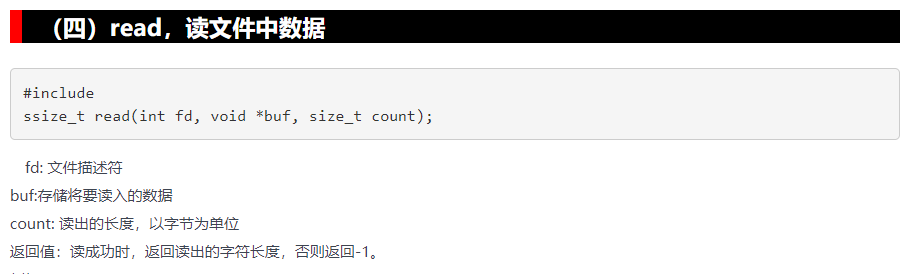 （四）read，读文件中数据
#include
ssize_t read(int fd, void *buf, size_t count);
fd: 文件描述符
buf:存储将要读入的数据
count: 读出的长度，以字节为单位
返回值：读成功时，返回读出的字符长度，否则返回-1。